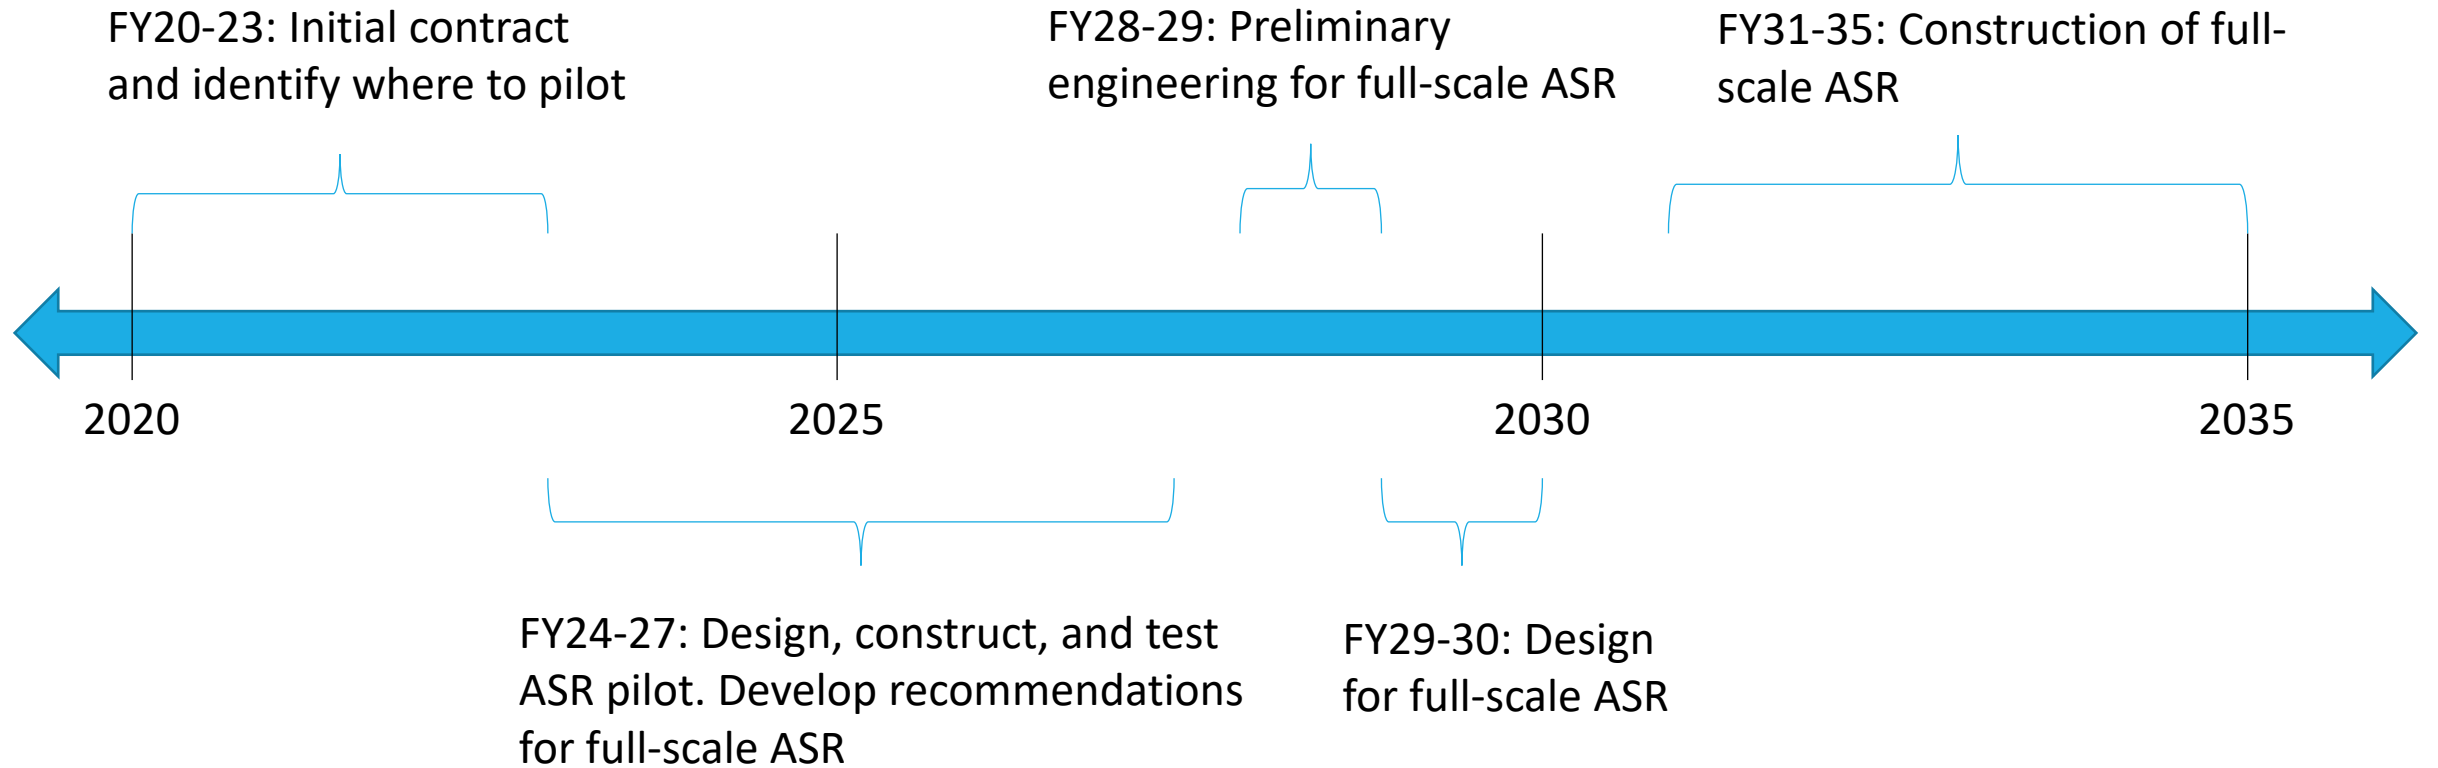 FY20-23: Initial contract
and identify where to pilot
FY28-29: Preliminary
engineering for full-scale ASR
FY31-35: Construction of full-
scale ASR
2020
2025
2030
2035
FY24-27: Design, construct, and test
ASR pilot. Develop recommendations
for full-scale ASR
FY29-30: Design
for full-scale ASR